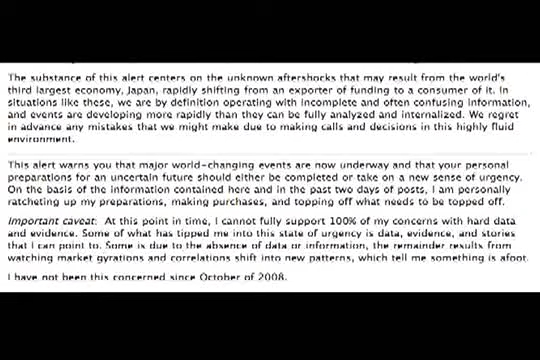 The substance of this alert centers on the unknown aftershocks that may result from the world's
third largest economy, Japan, rapidly shifting from an exporter of funding to a consumer of it. In
situations like these, we are by definition operating with incomplete and often confusing information,
and events are developing more rapidly than they can be fully analyzed and internalized. We regret
in advance any mistakes that we might make due to making calls and decisions in this highly fluid
environment.
This alert warns you that major world-changing events are now underway and that your personal
preparations for an uncertain future should either be completed or take on a new sense of urgency.
On the basis of the information contained here and in the past two days of posts, I am personally
ratcheting up my preparations, making purchases, and topping off what needs to be topped off.
Important caveat: At this point in time, I cannot fully support 100% of my concerns with hard data
and evidence. Some of what has tipped me into this state of urgency is data, evidence, and stories
that I can point to. Some is due to the absence of data or information, the remainder results from
watching market gyrations and correlations shift into new patterns, which tell me something is afoot.
I have not been this concerned since October of 2008.